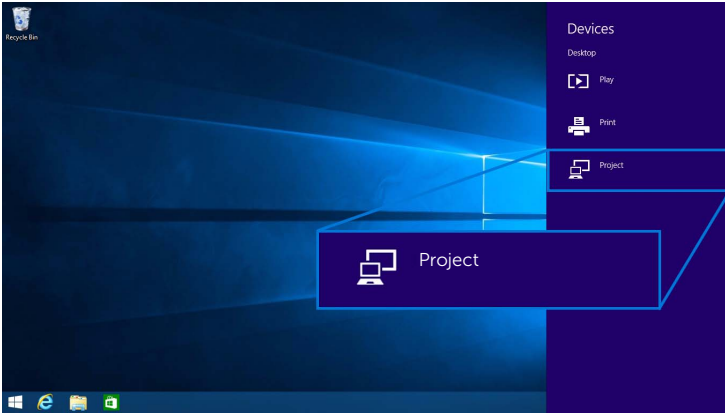 Recycle Bin
Devices
Desktop
Play
Print
Project
Project